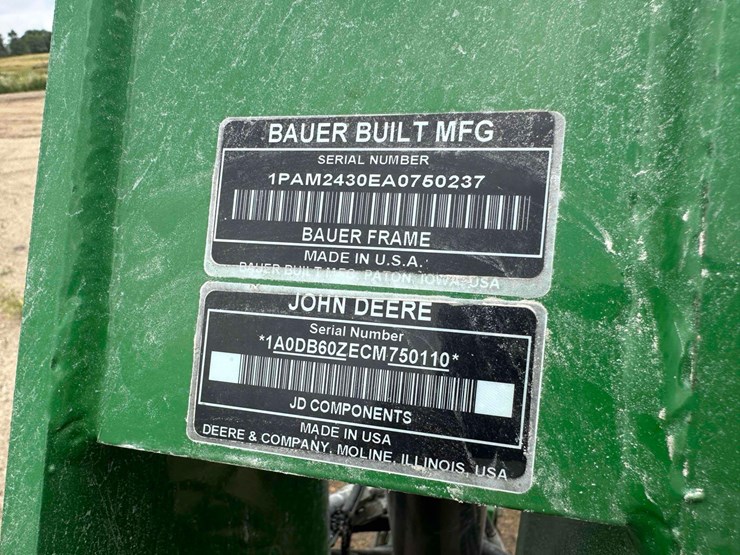 BAUER BUILT MFG
SERIAL NUMBER
1PAM2430EA0750237
BAUER FRAME
MADE IN U.S.A.
BAUER BUILT MFG, PATON, IOWA, USA
JOHN DEERE
Serial Number
*1A0DB60ZECM750110*
JD COMPONENTS
MADE IN USA
DEERE & COMPANY, MOLINE, ILLINOIS, USA